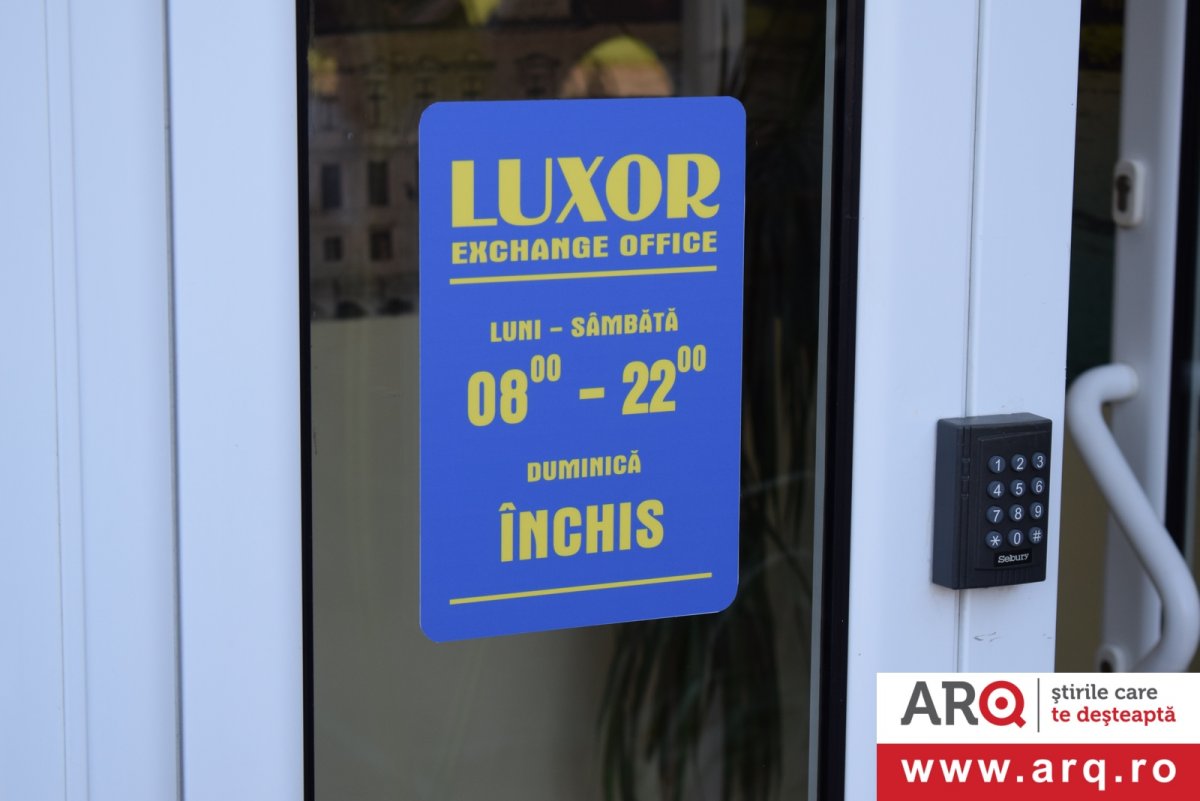 LUXOR
EXCHANGE OFFICE
LUNI – SÂMBĂTĂ
08⁰⁰ – 22⁰⁰
DUMINICĂ
ÎNCHIS
1 2 3
4 5 6
7 8 9
* 0 #
Sebury
ARQ
știrile care
te deșteaptă
www.arq.ro